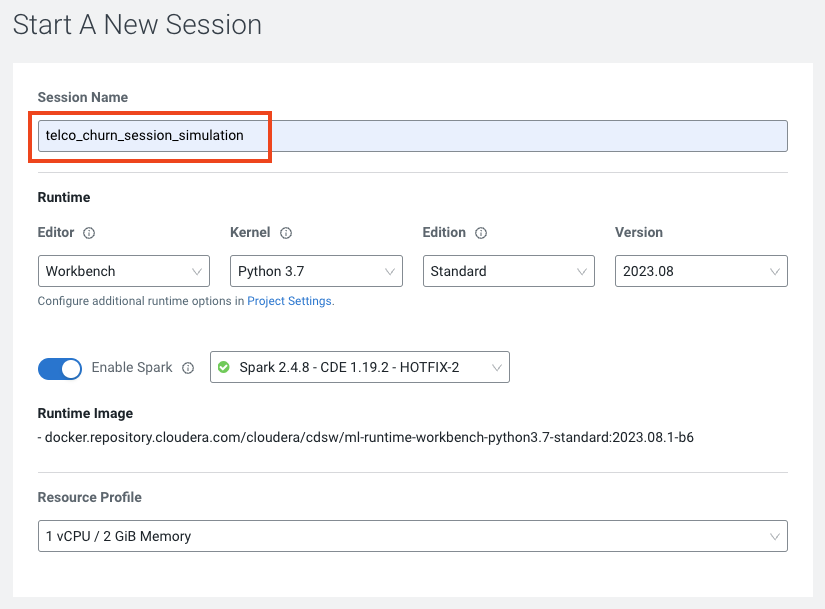 Start A New Session
Session Name
telco_churn_session_simulation
Runtime
Editor Kernel Edition Version
Workbench Python 3.7 Standard 2023.08
Configure additional runtime options in Project Settings.
Enable Spark Spark 2.4.8 - CDE 1.19.2 - HOTFIX-2
Runtime Image
- docker.repository.cloudera.com/cloudera/cdsw/ml-runtime-workbench-python3.7-standard:2023.08.1-b6
Resource Profile
1 vCPU / 2 GiB Memory